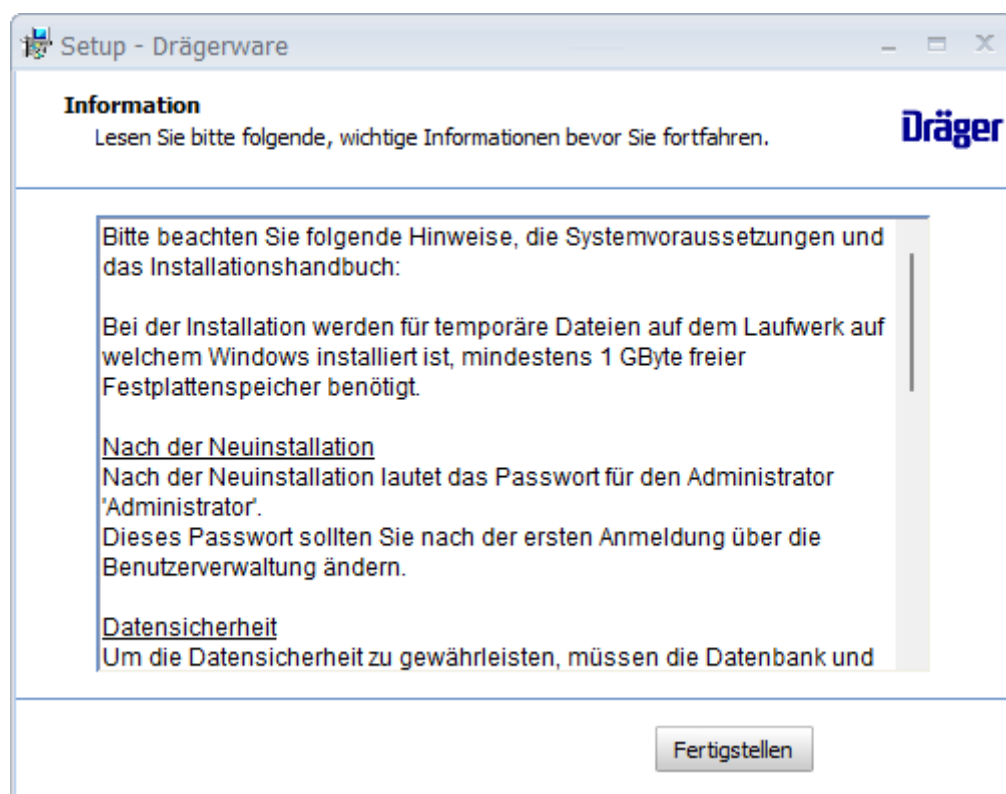 Setup - Drägerware
Information
Lesen Sie bitte folgende, wichtige Informationen bevor Sie fortfahren.
Dräger
Bitte beachten Sie folgende Hinweise, die Systemvoraussetzungen und
das Installationshandbuch:
Bei der Installation werden für temporäre Dateien auf dem Laufwerk auf
welchem Windows installiert ist, mindestens 1 GByte freier
Festplattenspeicher benötigt.
Nach der Neuinstallation
Nach der Neuinstallation lautet das Passwort für den Administrator
'Administrator'.
Dieses Passwort sollten Sie nach der ersten Anmeldung über die
Benutzerverwaltung ändern.
Datensicherheit
Um die Datensicherheit zu gewährleisten, müssen die Datenbank und
Fertigstellen